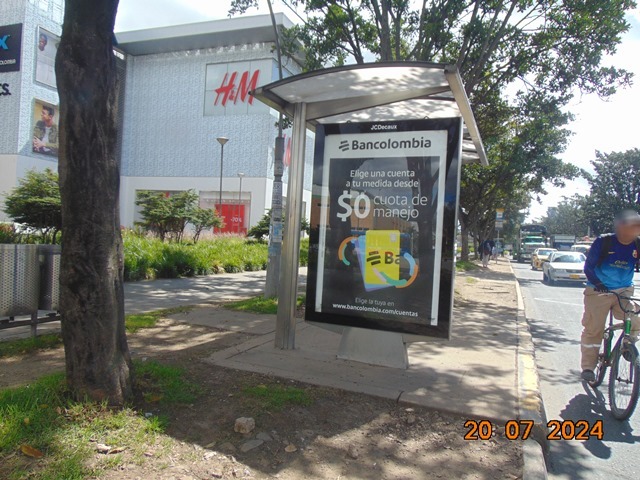 H&M
JCDecaux
Bancolombia
Elige una cuenta
a tu medida desde
$0 cuota de
manejo
Elige la tuya en
www.bancolombia.com/cuentas
-70%
20 07 2024